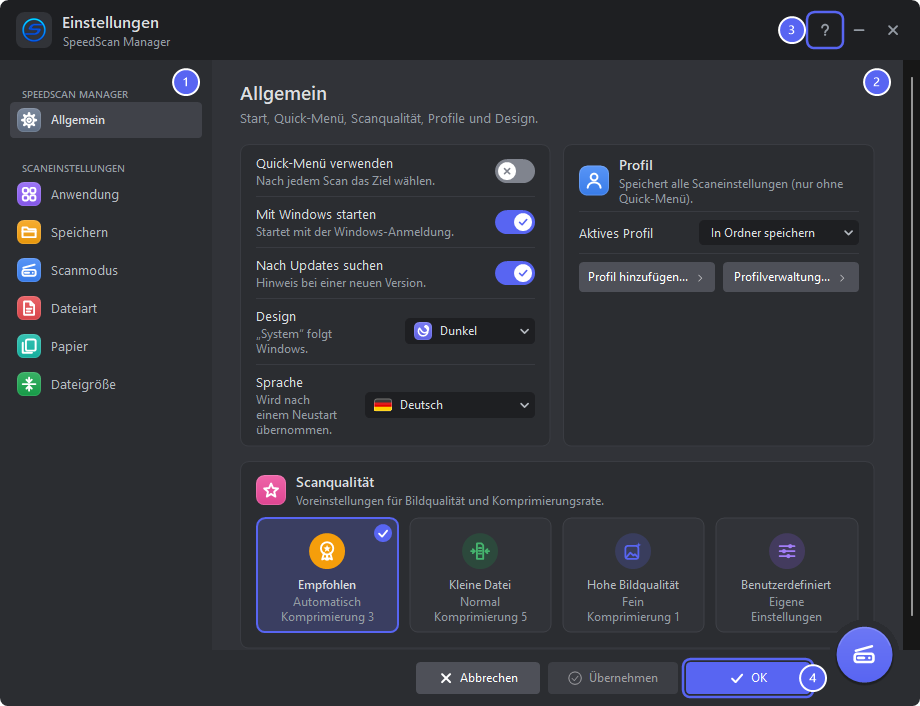 Einstellungen
SpeedScan Manager
3
?
1
2
SPEEDSCAN MANAGER
Allgemein
SCANEINSTELLUNGEN
Anwendung
Speichern
Scanmodus
Dateiart
Papier
Dateigröße
Allgemein
Start, Quick-Menü, Scanqualität, Profile und Design.
Quick-Menü verwenden
Nach jedem Scan das Ziel wählen.
Mit Windows starten
Startet mit der Windows-Anmeldung.
Nach Updates suchen
Hinweis bei einer neuen Version.
Design
„System“ folgt
Windows.
Dunkel
Sprache
Wird nach
einem Neustart
übernommen.
Deutsch
Profil
Speichert alle Scaneinstellungen (nur ohne
Quick-Menü).
Aktives Profil
In Ordner speichern
Profil hinzufügen...
Profilverwaltung...
Scanqualität
Voreinstellungen für Bildqualität und Komprimierungsrate.
Empfohlen
Automatisch
Komprimierung 3
Kleine Datei
Normal
Komprimierung 5
Hohe Bildqualität
Fein
Komprimierung 1
Benutzerdefiniert
Eigene
Einstellungen
Abbrechen
Übernehmen
OK
4